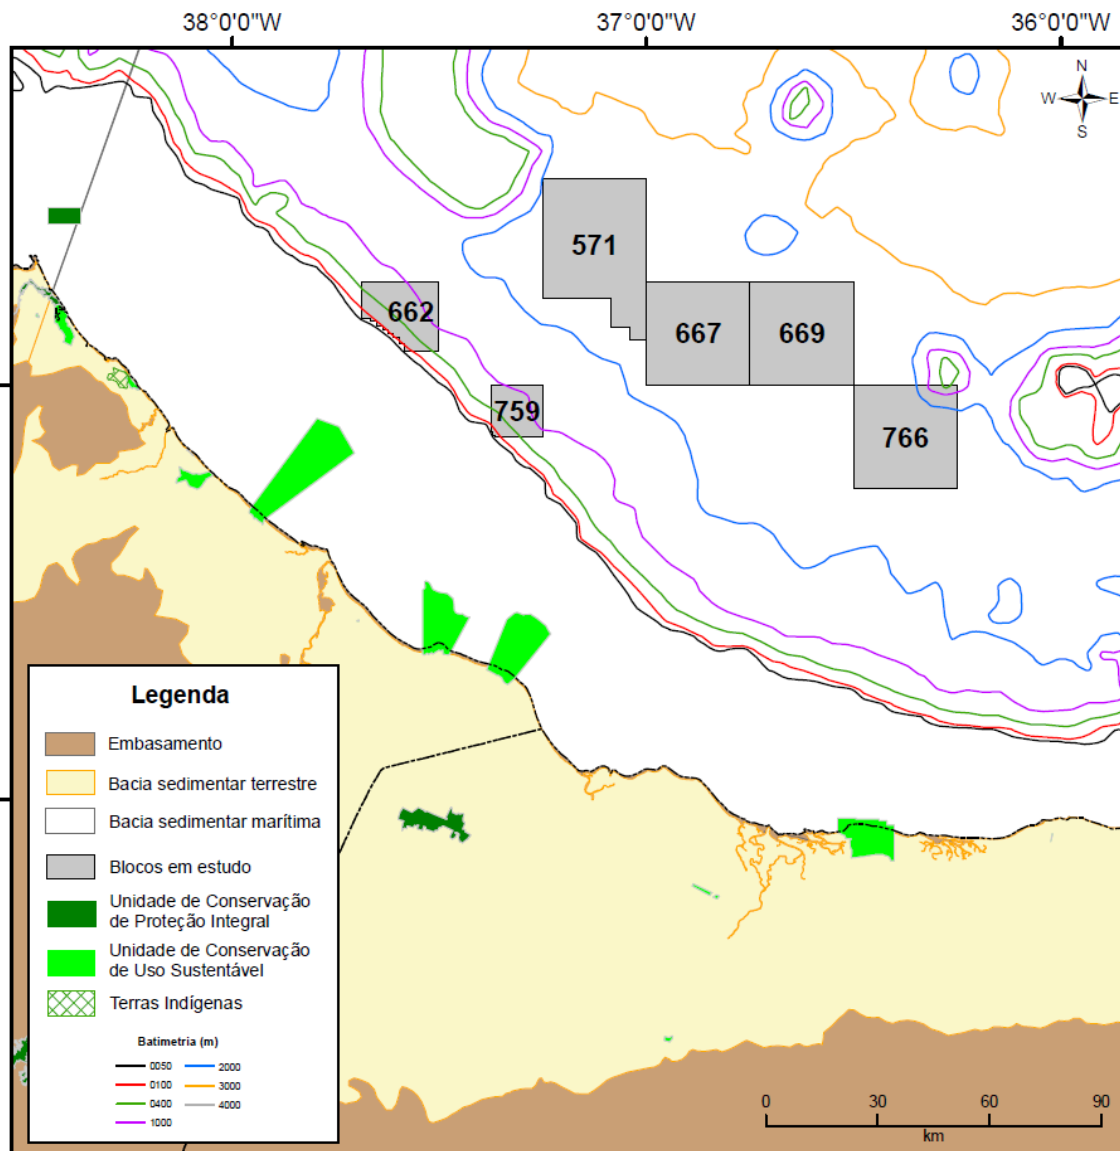 38°0'0"W
37°0'0"W
36°0'0"W
N
W
E
S
571
662
667
669
759
766
Legenda
Embasamento
Bacia sedimentar terrestre
Bacia sedimentar marítima
Blocos em estudo
Unidade de Conservação
de Proteção Integral
Unidade de Conservação
de Uso Sustentável
Terras Indígenas
Batimetria (m)
0050
2000
0100
3000
0400
4000
1000
0
30
60
90
km